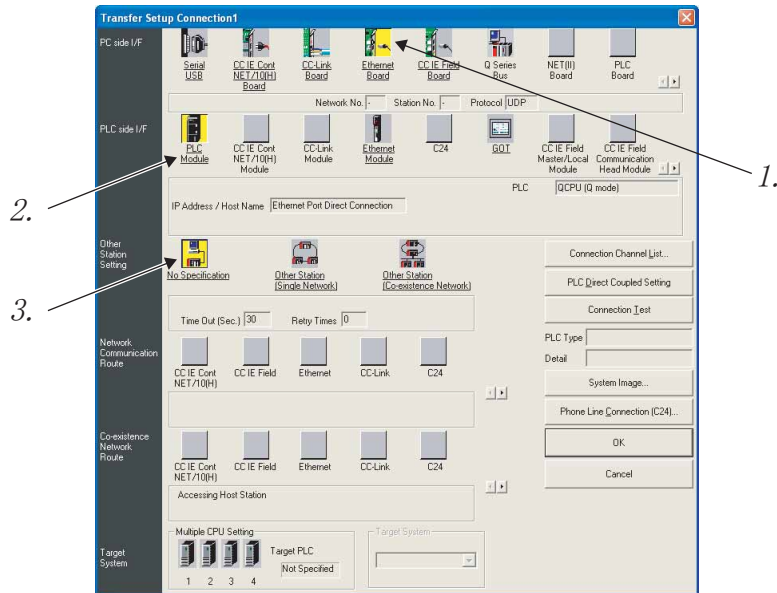 Transfer Setup Connection1
PC side I/F
Serial USB
CC IE Cont NET/10(H) Board
CC-Link Board
Ethernet Board
CC IE Field Board
Q Series Bus
NET(II) Board
PLC Board
Network No. - Station No. - Protocol UDP
1.
PLC side I/F
PLC Module
CC IE Cont NET/10(H) Module
CC-Link Module
Ethernet Module
C24
GOT
CC IE Field Master/Local Module
CC IE Field Communication Head Module
2.
PLC QCPU (Q mode)
IP Address / Host Name Ethernet Port Direct Connection
Other Station Setting
No Specification
Other Station (Single Network)
Other Station (Co-existence Network)
3.
Time Out (Sec.) 30 Retry Times 0
Connection Channel List...
PLC Direct Coupled Setting
Connection Test
PLC Type
Detail
System Image...
Phone Line Connection (C24)...
OK
Cancel
Network Communication Route
CC IE Cont NET/10(H)
CC IE Field
Ethernet
CC-Link
C24
Co-existence Network Route
CC IE Cont NET/10(H)
CC IE Field
Ethernet
CC-Link
C24
Accessing Host Station
Target System
Multiple CPU Setting
1 2 3 4
Target PLC
Not Specified
Target System